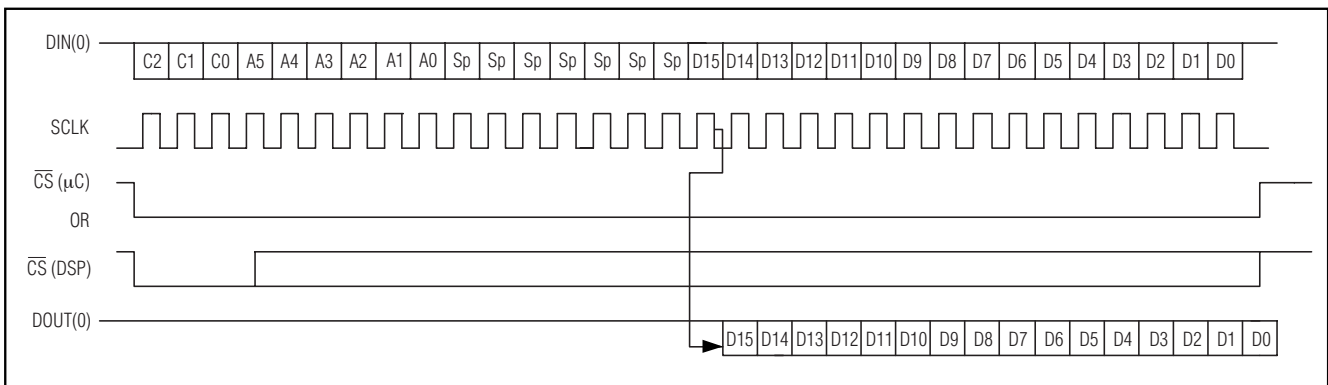 DIN(0)
C2 C1 C0 A5 A4 A3 A2 A1 A0 Sp Sp Sp Sp Sp Sp Sp D15 D14 D13 D12 D11 D10 D9 D8 D7 D6 D5 D4 D3 D2 D1 D0
SCLK
C̅S̅ (µC)
OR
C̅S̅ (DSP)
DOUT(0)
D15 D14 D13 D12 D11 D10 D9 D8 D7 D6 D5 D4 D3 D2 D1 D0